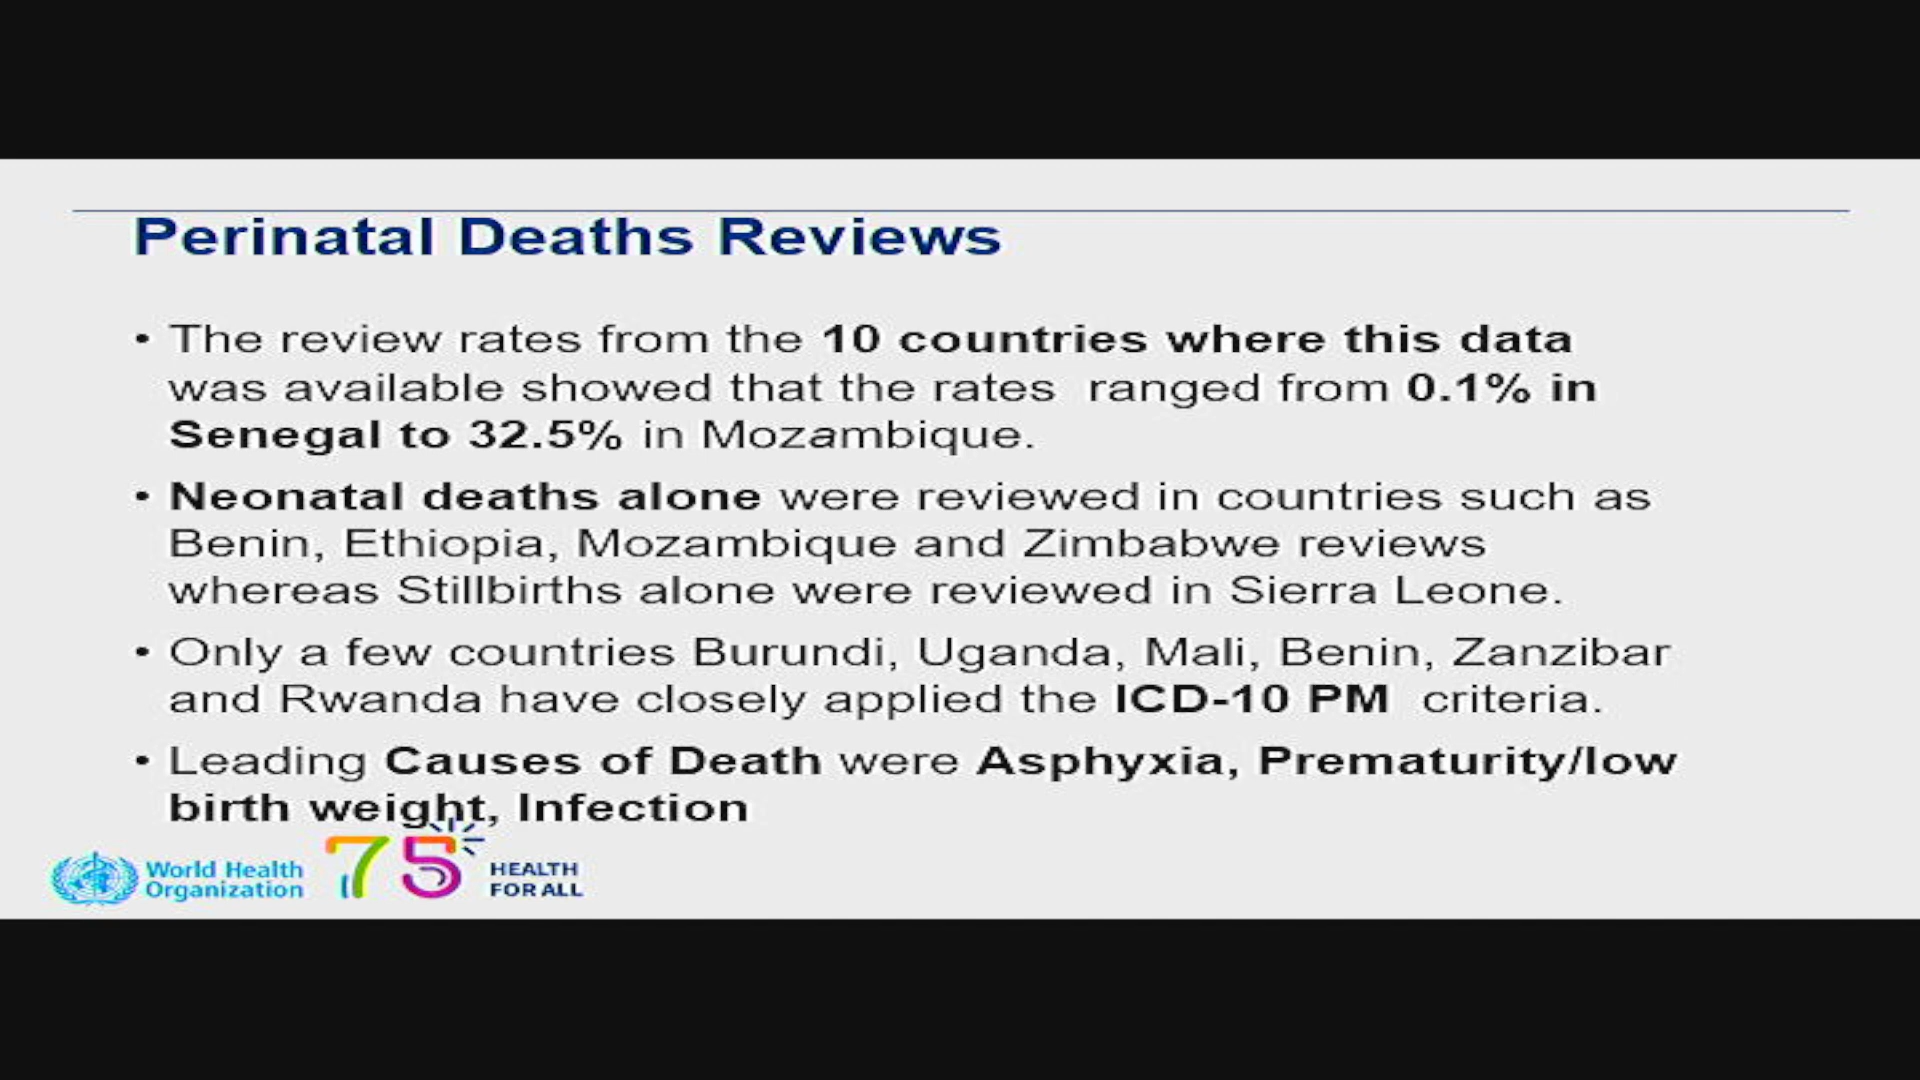 Perinatal Deaths Reviews
• The review rates from the 10 countries where this data
was available showed that the rates ranged from 0.1% in
Senegal to 32.5% in Mozambique.
• Neonatal deaths alone were reviewed in countries such as
Benin, Ethiopia, Mozambique and Zimbabwe reviews
whereas Stillbirths alone were reviewed in Sierra Leone.
• Only a few countries Burundi, Uganda, Mali, Benin, Zanzibar
and Rwanda have closely applied the ICD-10 PM criteria.
• Leading Causes of Death were Asphyxia, Prematurity/low
birth weight, Infection
World Health
Organization
75
HEALTH
FOR ALL